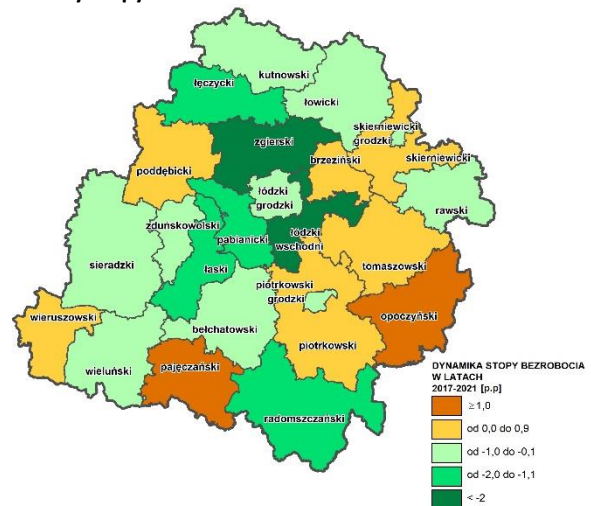 kutnowski
łęczycki
łowicki
skierniewicki
grodzki
zgierski
brzeziński
skierniewicki
poddębicki
łódzki
grodzki
rawski
zduńskowolski
pabianicki
łódzki
wschodni
sieradzki
łaski
tomaszowski
piotrkowski
grodzki
wieruszowski
opoczyński
bełchatowski
piotrkowski
wieluński
pajęczański
radomszczański
DYNAMIKA STOPY BEZROBOCIA
W LATACH
2017-2021 [p.p]
≥ 1,0
od 0,0 do 0,9
od -1,0 do -0,1
od -2,0 do -1,1
< -2